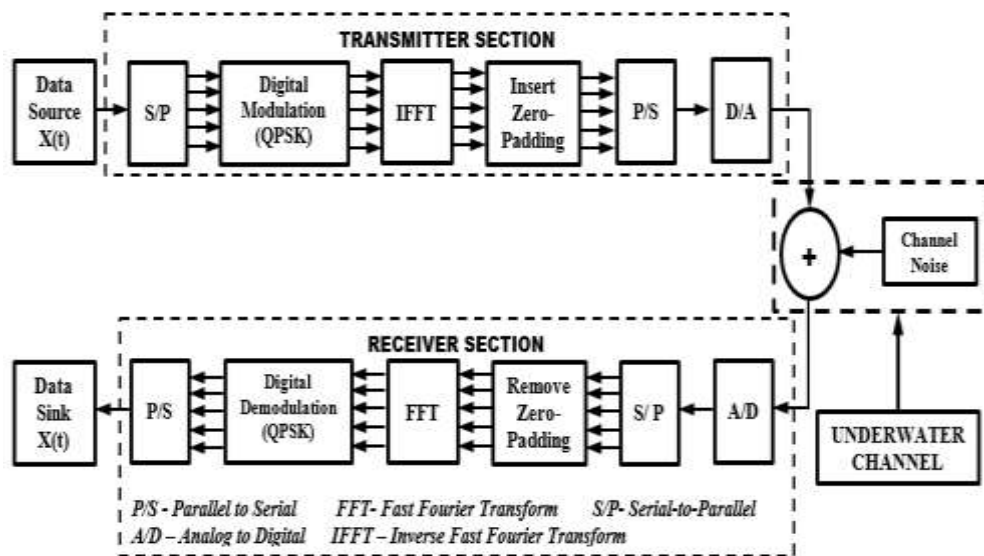 TRANSMITTER SECTION
Data
Source
X(t)
S/P
Digital
Modulation
(QPSK)
IFFT
Insert
Zero-
Padding
P/S
D/A
+
Channel
Noise
UNDERWATER
CHANNEL
RECEIVER SECTION
Data
Sink
X(t)
P/S
Digital
Demodulation
(QPSK)
FFT
Remove
Zero-
Padding
S/ P
A/D
P/S - Parallel to Serial FFT- Fast Fourier Transform S/P- Serial-to-Parallel
A/D – Analog to Digital IFFT – Inverse Fast Fourier Transform